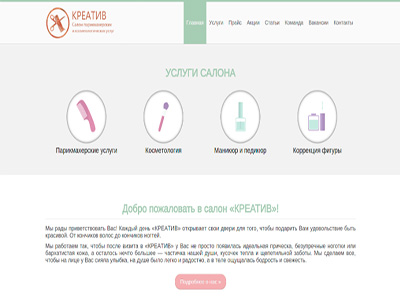 КРЕАТИВ
Салон парикмахерских
и косметологических услуг
Главная Услуги Прайс Акции Статьи Команда Вакансии Контакты
УСЛУГИ САЛОНА
Парикмахерские услуги Косметология Маникюр и педикюр Коррекция фигуры
Добро пожаловать в салон «КРЕАТИВ»!
Мы рады приветствовать Вас! Каждый день «КРЕАТИВ» открывает свои двери для того, чтобы подарить Вам удовольствие быть
красивой. От кончиков волос до кончиков ногтей.
Мы работаем так, чтобы после визита в «КРЕАТИВ» у Вас не просто появилась идеальная прическа, безупречные ноготки или
бархатистая кожа, а осталось нечто большее — частичка нашей души, кусочек тепла и щепетильной заботы. Мы сделаем все,
чтобы на лице у Вас сияла улыбка, на душе было легко и радостно, а в теле ощущалась бодрость и свежесть.
Подробнее о нас »